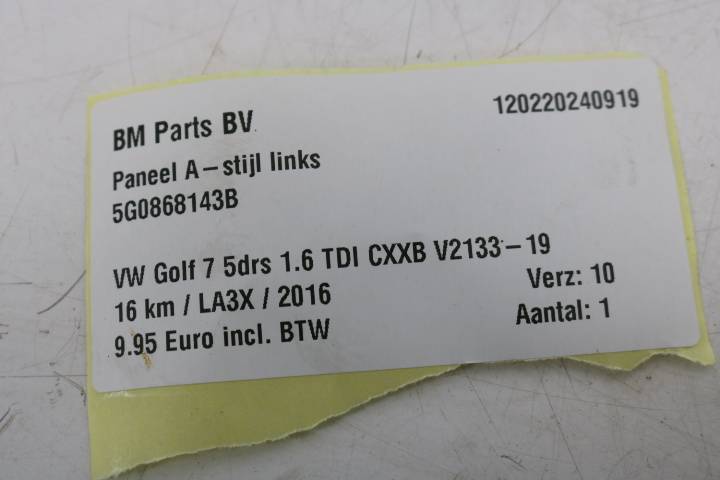 BM Parts BV 120220240919
Paneel A-stijl links
5G0868143B
VW Golf 7 5drs 1.6 TDI CXXB V2133-19
16 km / LA3X / 2016 Verz: 10
9.95 Euro incl. BTW Aantal: 1